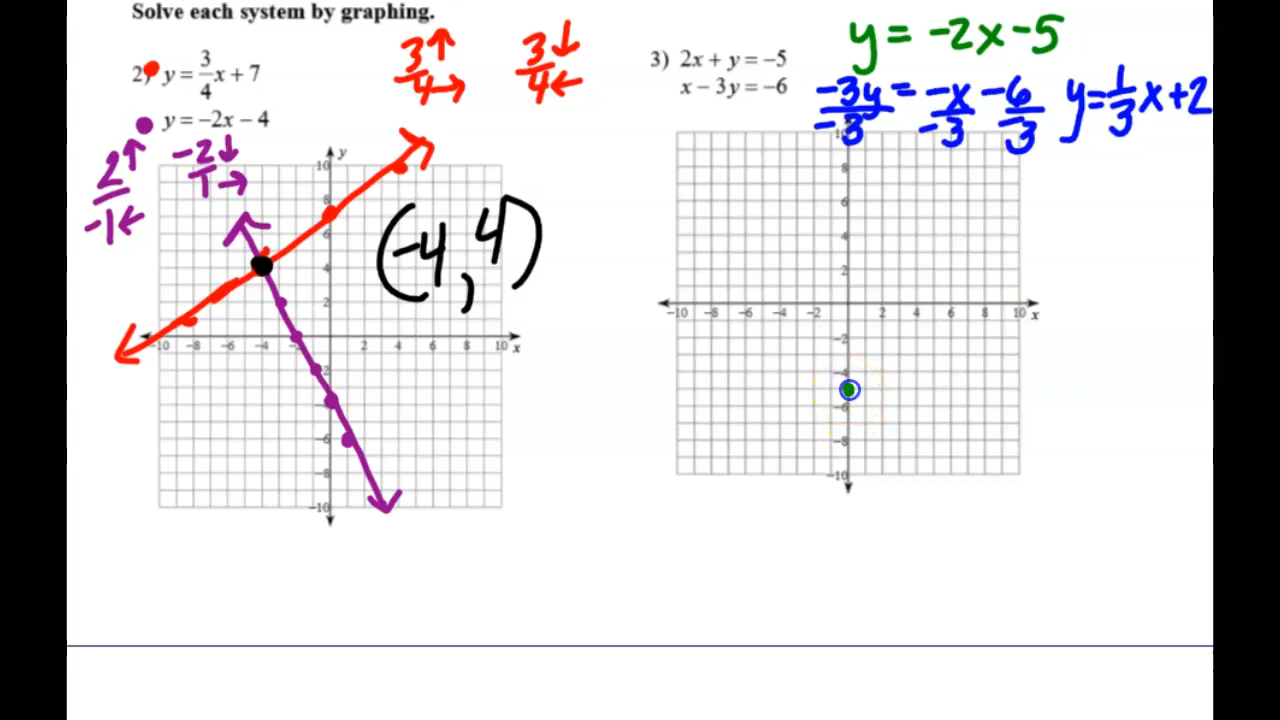 Solve each system by graphing.
2) y = 3/4 x + 7
y = -2x - 4
3↑
4→
3↓
4←
2↑
-1←
-2↓
1→
(-4, 4)
10 y
8
6
4
2
-10 -8 -6 -4 2 4 6 8 10 x
-2
-4
-6
-8
-10
3) 2x + y = -5
x - 3y = -6
y = -2x - 5
-3y = -x - 6
-3 -3 -3
y = 1/3 x + 2
10
8
6
4
2
-10 -8 -6 -4 -2 2 4 6 8 10 x
-2
-4
-6
-8
-10